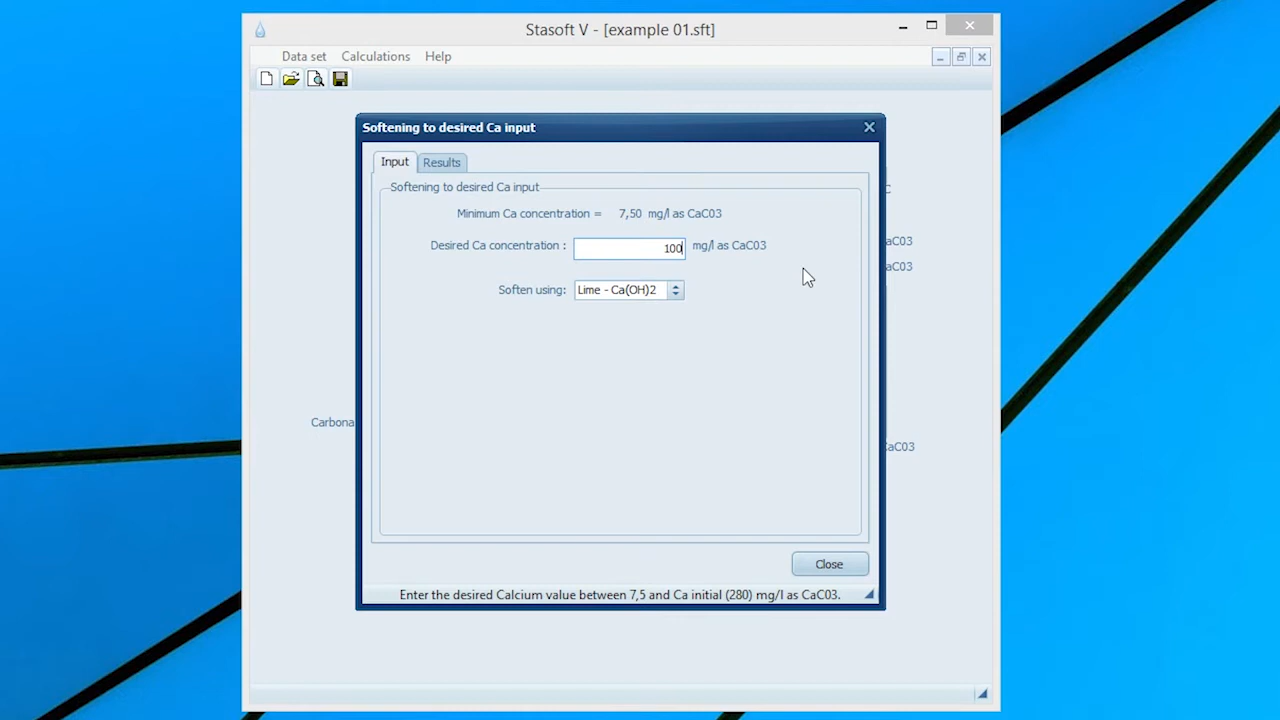 Stasoft V - [example 01.sft]
Data set Calculations Help
Softening to desired Ca input
Input Results
Softening to desired Ca input
Minimum Ca concentration = 7,50 mg/l as CaC03
Desired Ca concentration : 100 mg/l as CaC03
aC03
aC03
Soften using: Lime - Ca(OH)2
Carbona
CaC03
Close
Enter the desired Calcium value between 7,5 and Ca initial (280) mg/l as CaC03.